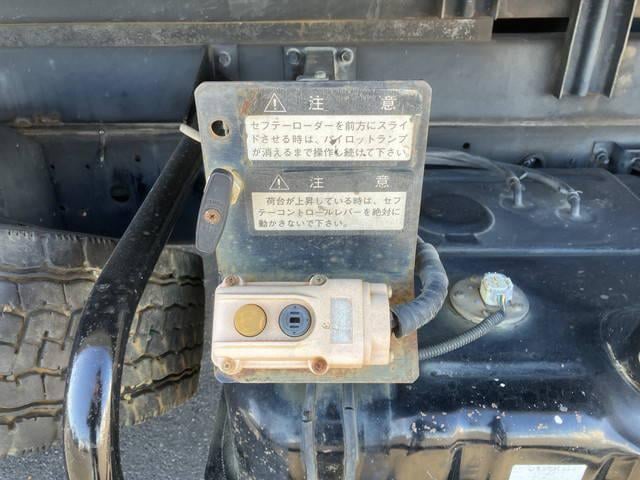 注 意
セフテーローダーを前方にスライ
ドさせる時は、パイロットランプ
が消えるまで操作し続けて下さい
注 意
荷台が上昇している時は、セフ
テーコントロールレバーを絶対に
動かさないで下さい。